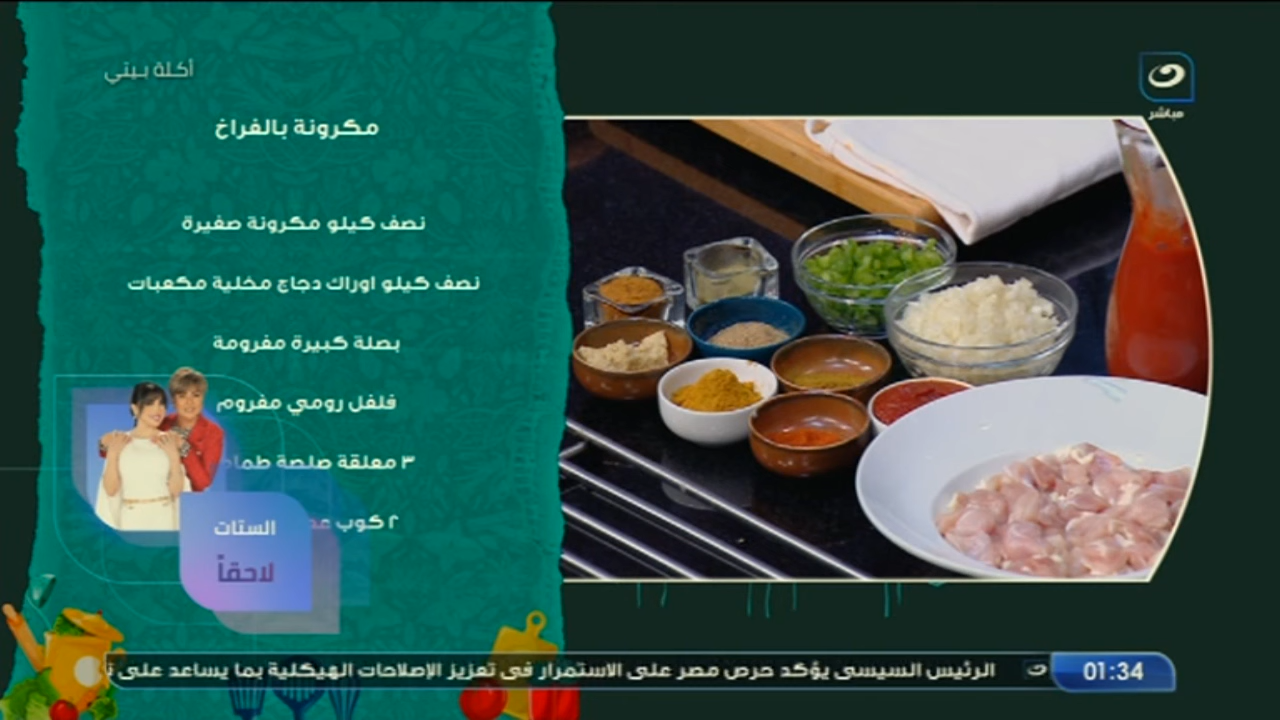 أكلة بيتي
مباشر
مكرونة بالفراخ
نصف كيلو مكرونة صغيرة
نصف كيلو اوراك دجاج مخلية مكعبات
بصلة كبيرة مفرومة
فلفل رومي مفروم
٣ معلقة صلصة
٢ كوب
الستات
لاحقاً
01:34
الرئيس السيسى يؤكد حرص مصر على الاستمرار فى تعزيز الإصلاحات الهيكلية بما يساعد على